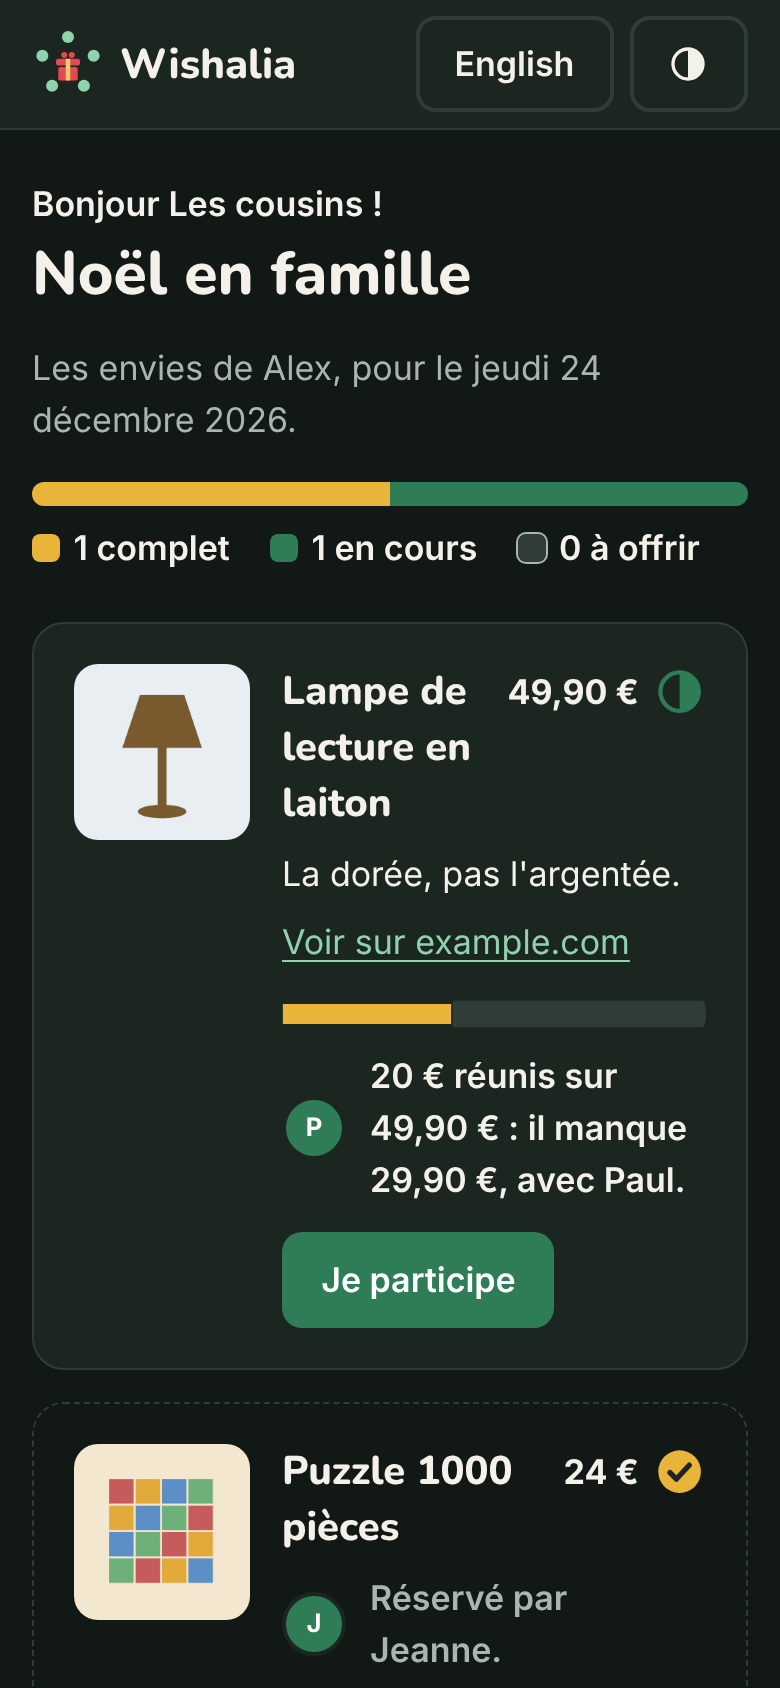 Wishalia
English
Bonjour Les cousins !
Noël en famille
Les envies de Alex, pour le jeudi 24
décembre 2026.
1 complet
1 en cours
0 à offrir
Lampe de
lecture en
laiton
49,90 €
La dorée, pas l'argentée.
Voir sur example.com
P
20 € réunis sur
49,90 € : il manque
29,90 €, avec Paul.
Je participe
Puzzle 1000
pièces
24 €
J
Réservé par
Jeanne.